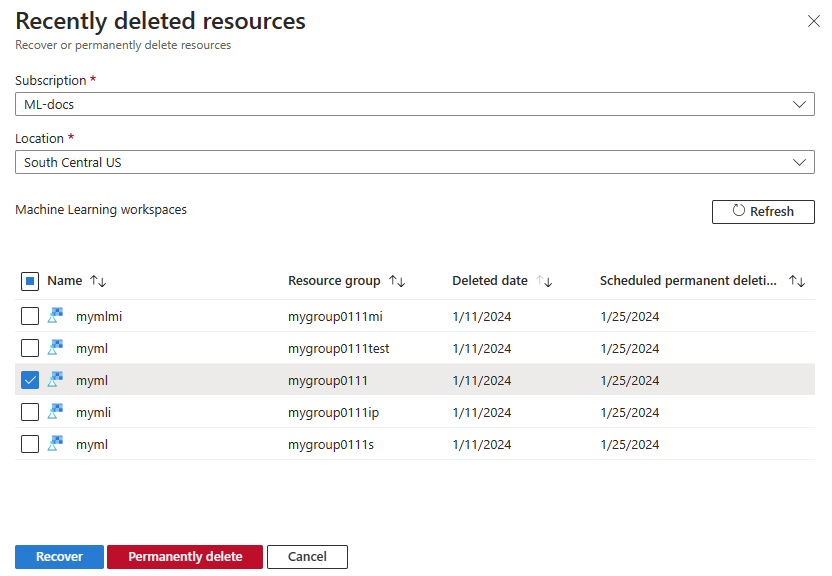 Recently deleted resources
Recover or permanently delete resources
Subscription *
ML-docs
Location *
South Central US
Machine Learning workspaces
Refresh
Name Resource group Deleted date Scheduled permanent deleti...
mymlmi mygroup0111mi 1/11/2024 1/25/2024
myml mygroup0111test 1/11/2024 1/25/2024
myml mygroup0111 1/11/2024 1/25/2024
mymli mygroup0111ip 1/11/2024 1/25/2024
myml mygroup0111s 1/11/2024 1/25/2024
Recover Permanently delete Cancel